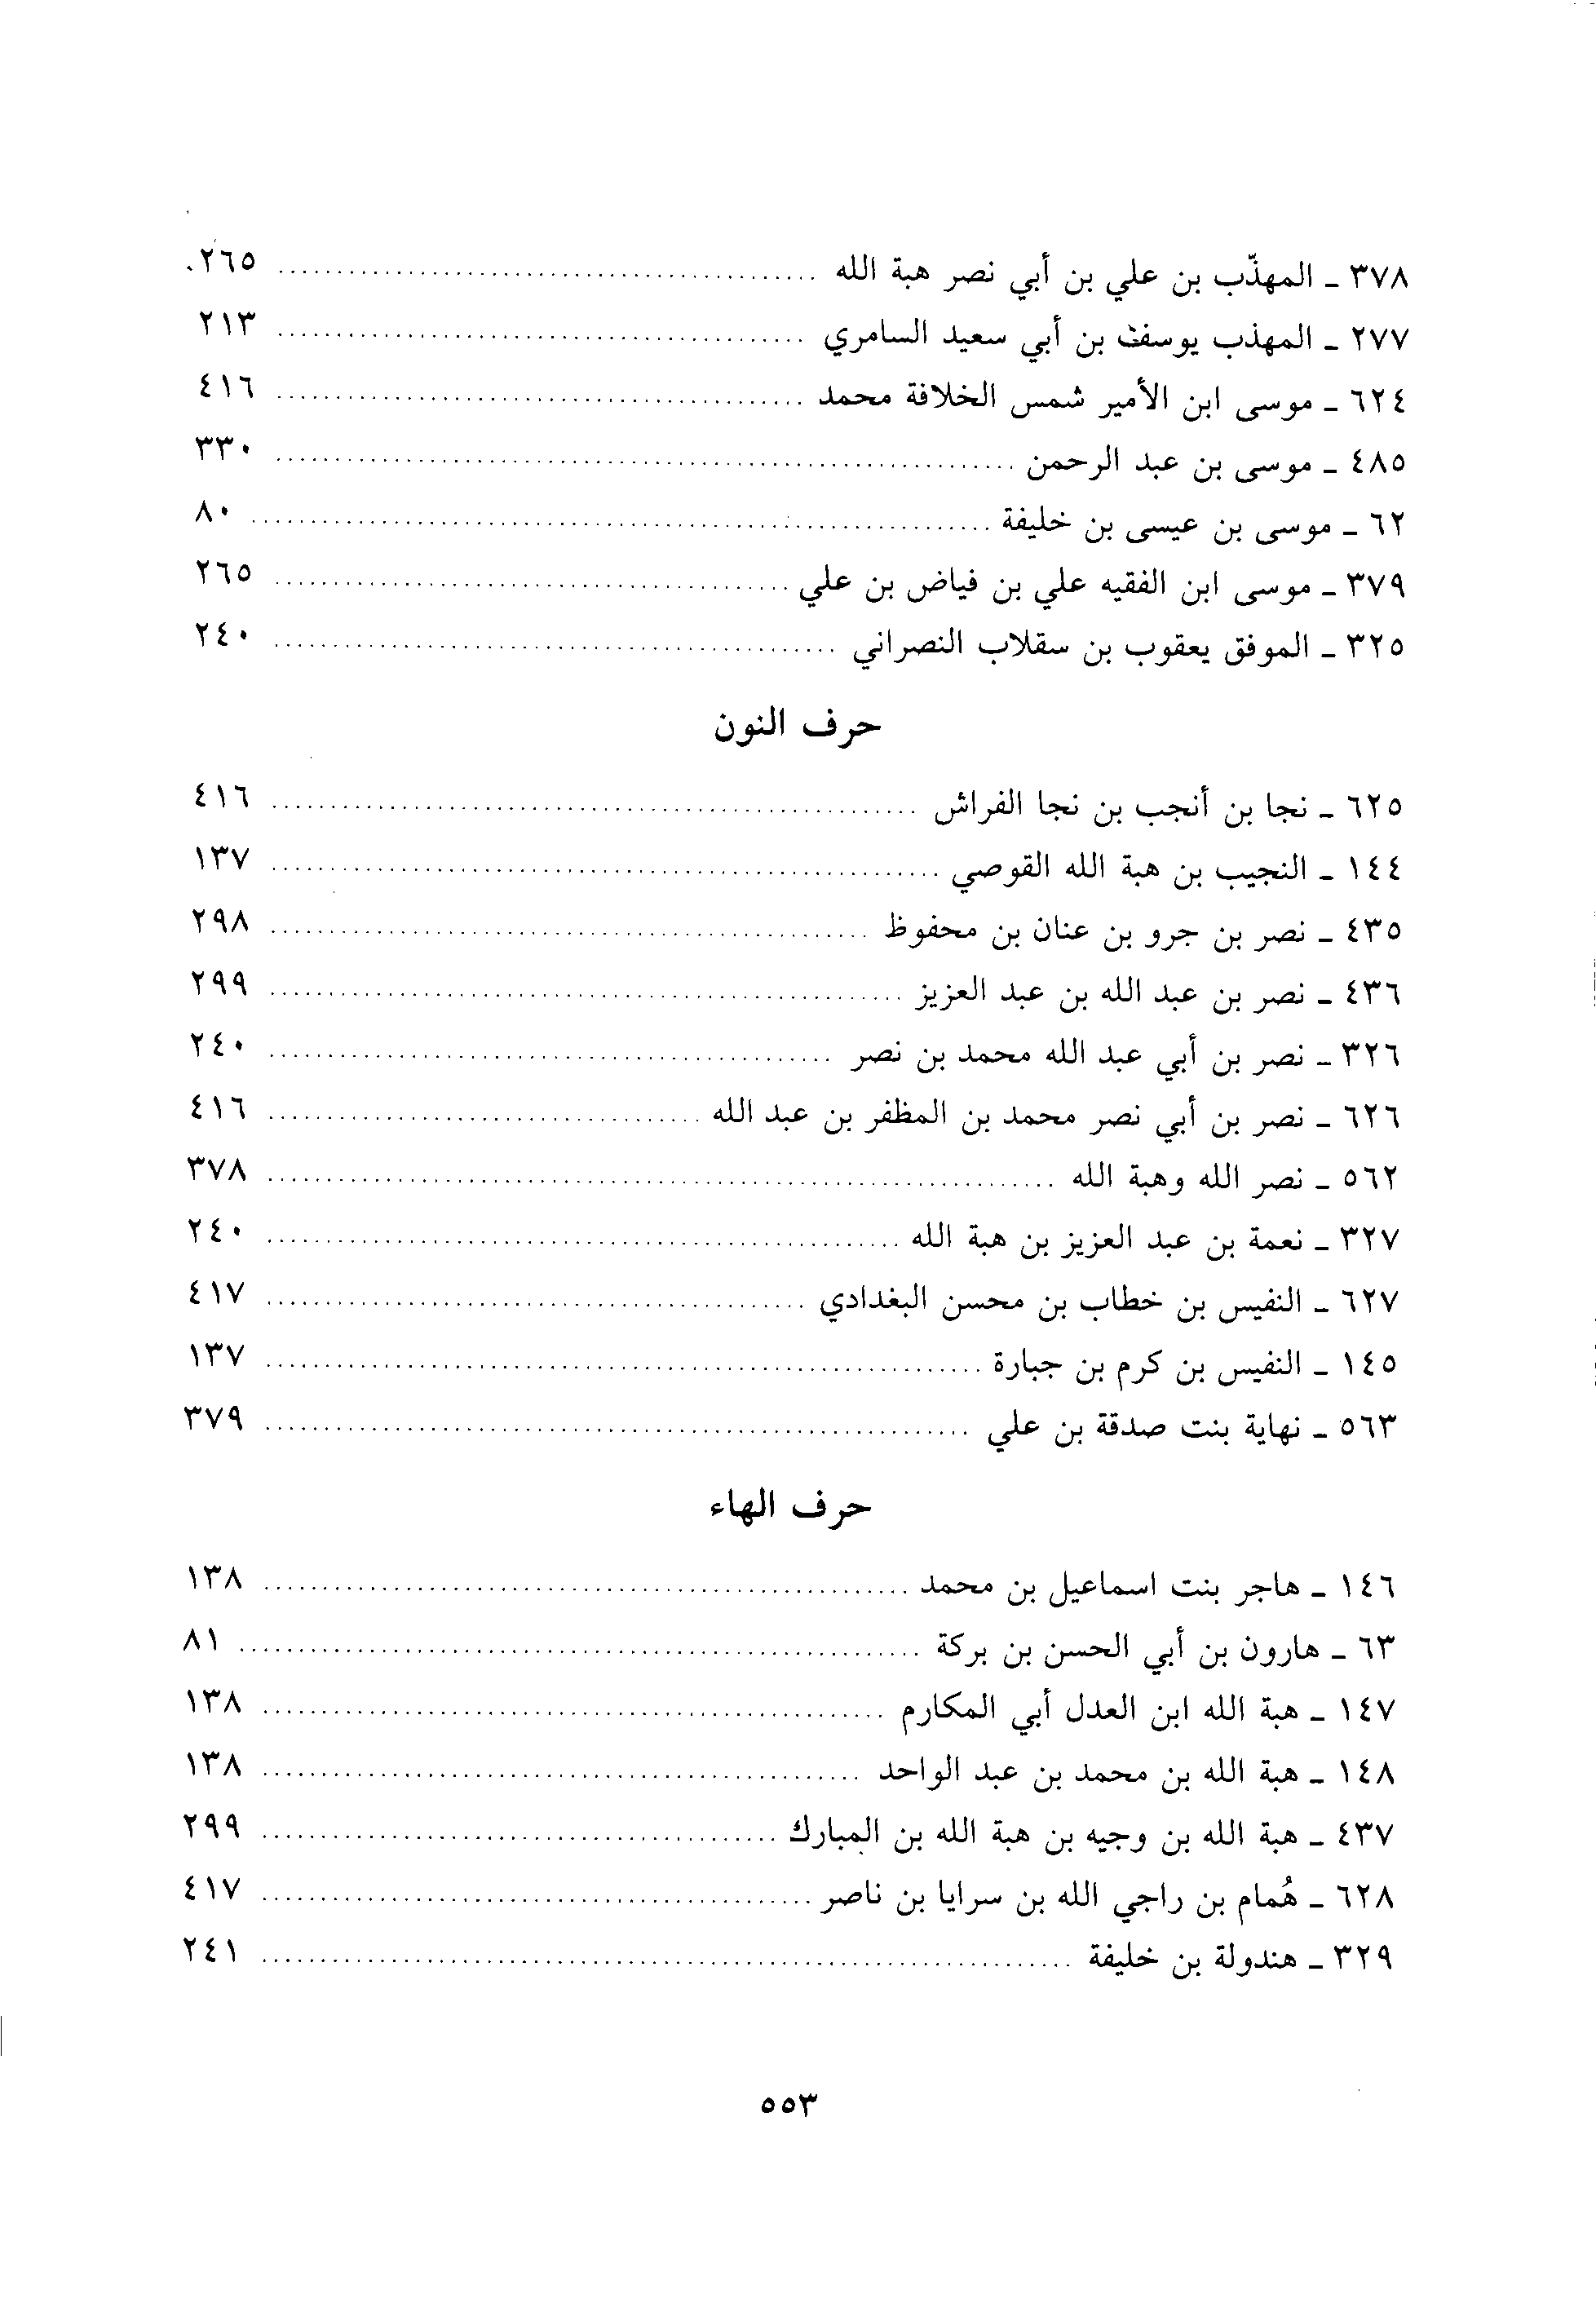 ٣٧٨ ـ المهذّب بن علي بن أبي نصر هبة الله ........ ٢٦٥
٢٧٧ ـ المهذب يوسف بن أبي سعيد السامري ........ ٢١٣
٦٢٤ ـ موسى ابن الأمير شمس الخلافة محمد ........ ٤١٦
٤٨٥ ـ موسى بن عبد الرحمن ........ ٣٣٠
٦٢ ـ موسى بن عيسى بن خليفة ........ ٨٠
٣٧٩ ـ موسى ابن الفقيه علي بن فياض بن علي ........ ٢٦٥
٣٢٥ ـ الموفق يعقوب بن سقلاب النصراني ........ ٢٤٠
حرف النون
٦٢٥ ـ نجا بن أنجب بن نجا الفراش ........ ٤١٦
١٤٤ ـ النجيب بن هبة الله القوصي ........ ١٣٧
٤٣٥ ـ نصر بن جرو بن عنان بن محفوظ ........ ٢٩٨
٤٣٦ ـ نصر بن عبد الله بن عبد العزيز ........ ٢٩٩
٣٢٦ ـ نصر بن أبي عبد الله محمد بن نصر ........ ٢٤٠
٦٢٦ ـ نصر بن أبي نصر محمد بن المظفر بن عبد الله ........ ٤١٦
٥٦٢ ـ نصر الله وهبة الله ........ ٣٧٨
٣٢٧ ـ نعمة بن عبد العزيز بن هبة الله ........ ٢٤٠
٦٢٧ ـ النفيس بن خطاب بن محسن البغدادي ........ ٤١٧
١٤٥ ـ النفيس بن كرم بن جبارة ........ ١٣٧
٥٦٣ ـ نهاية بنت صدقة بن علي ........ ٣٧٩
حرف الهاء
١٤٦ ـ هاجر بنت اسماعيل بن محمد ........ ١٣٨
٦٣ ـ هارون بن أبي الحسن بن بركة ........ ٨١
١٤٧ ـ هبة الله ابن العدل أبي المكارم ........ ١٣٨
١٤٨ ـ هبة الله بن محمد بن عبد الواحد ........ ١٣٨
٤٣٧ ـ هبة الله بن وجيه بن هبة الله بن المبارك ........ ٢٩٩
٦٢٨ ـ هُمام بن راجي الله بن سرايا بن ناصر ........ ٤١٧
٣٢٩ ـ هندولة بن خليفة ........ ٢٤١
٥٥٣